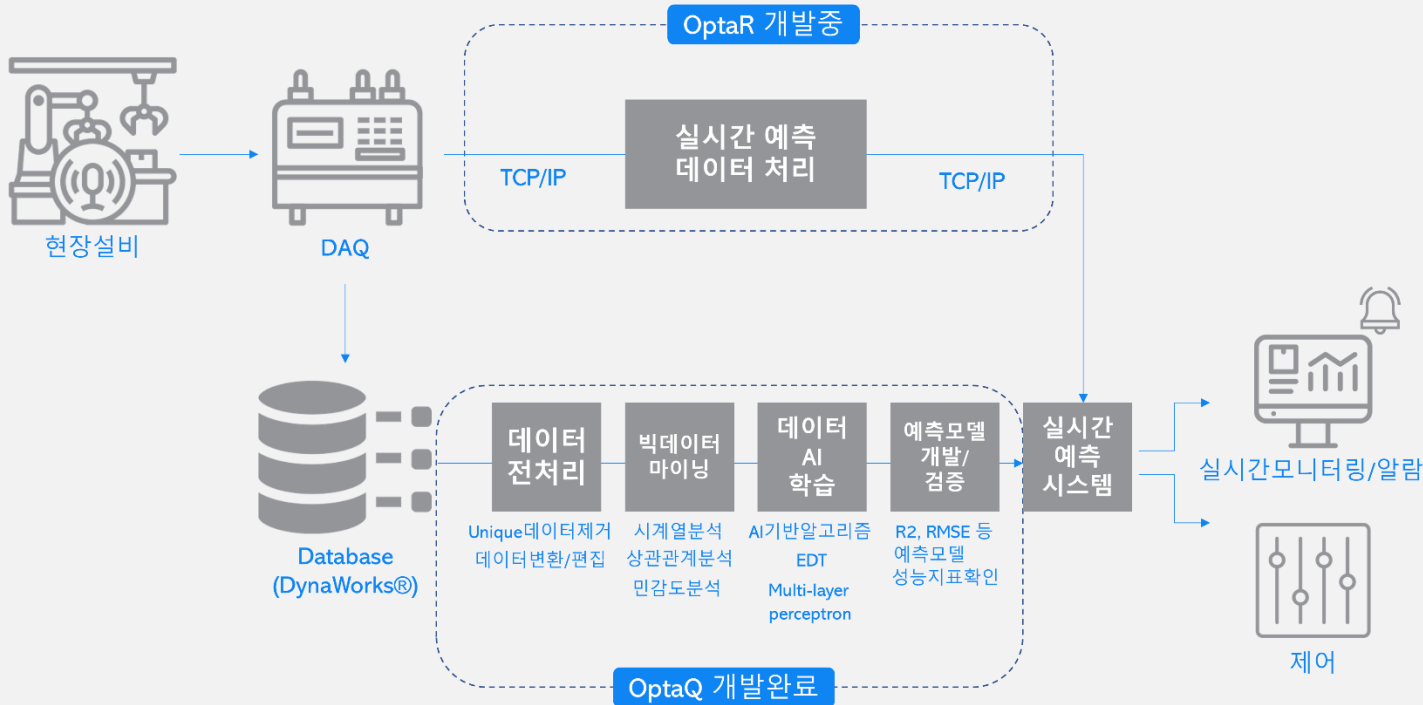 OptaR 개발중
실시간 예측
데이터 처리
TCP/IP
TCP/IP
현장설비
DAQ
Database
(DynaWorks®)
데이터
전처리
Unique데이터제거
데이터변환/편집
빅데이터
마이닝
시계열분석
상관관계분석
민감도분석
데이터
AI
학습
AI기반알고리즘
EDT
Multi-layer
perceptron
예측모델
개발/
검증
R2, RMSE 등
예측모델
성능지표확인
실시간
예측
시스템
실시간모니터링/알람
제어
OptaQ 개발완료